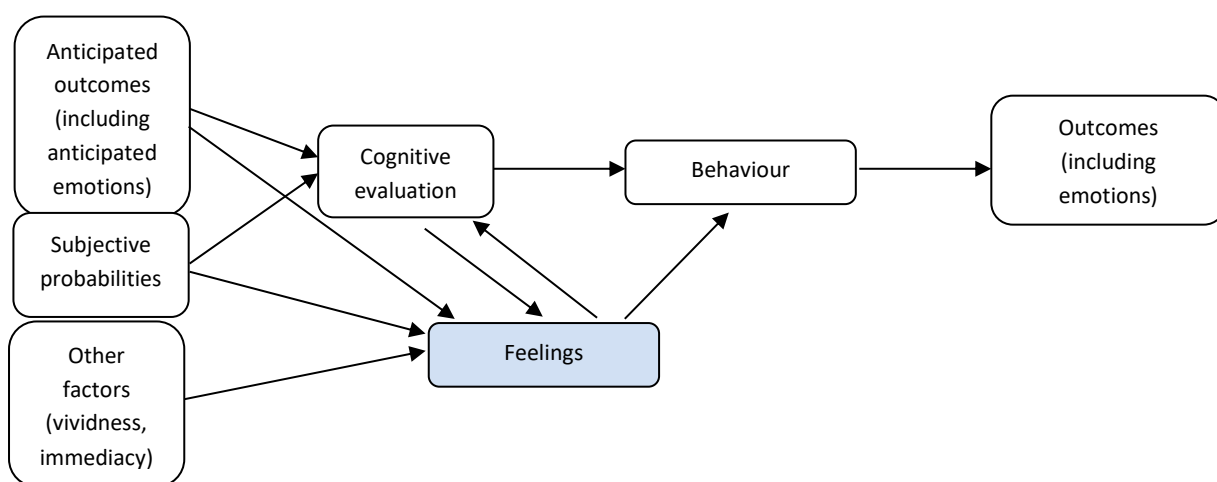 Anticipated
outcomes
(including
anticipated
emotions)
Subjective
probabilities
Other
factors
(vividness,
immediacy)
Cognitive
evaluation
Feelings
Behaviour
Outcomes
(including
emotions)